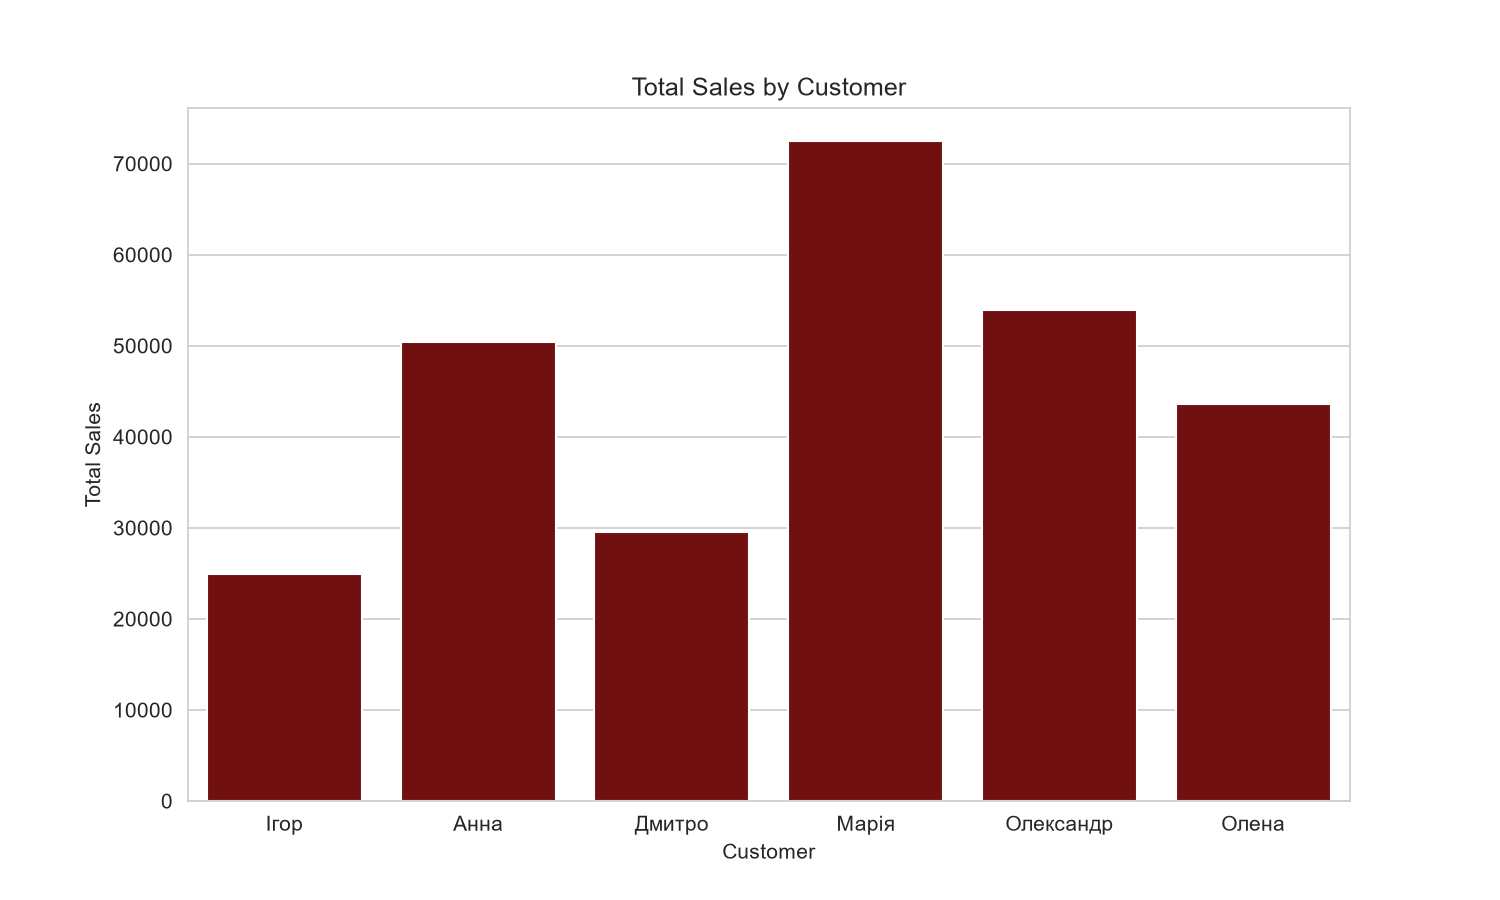 Total Sales by Customer
Total Sales
70000
60000
50000
40000
30000
20000
10000
0
Ігор Анна Дмитро Марія Олександр Олена
Customer